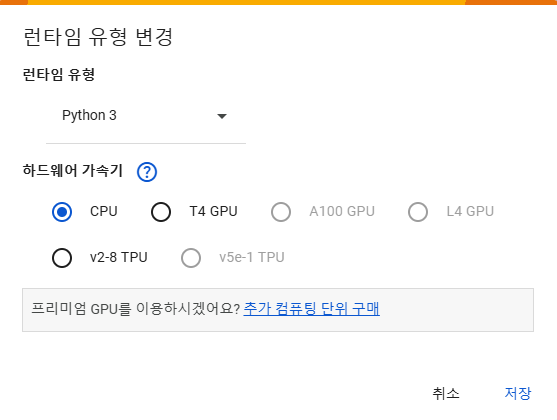 런타임 유형 변경
런타임 유형
Python 3
하드웨어 가속기 ?
CPU T4 GPU A100 GPU L4 GPU
v2-8 TPU v5e-1 TPU
프리미엄 GPU를 이용하시겠어요? 추가 컴퓨팅 단위 구매
취소 저장